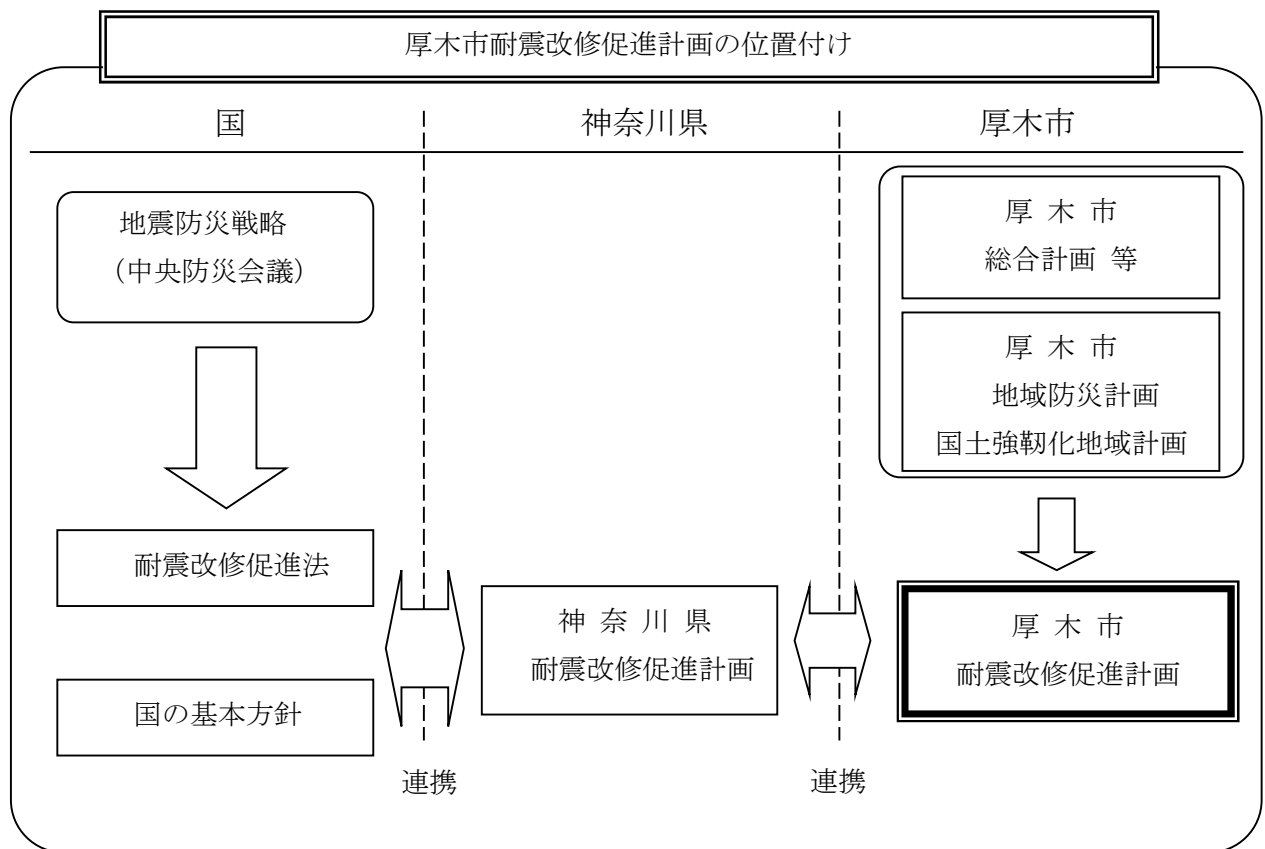 厚木市耐震改修促進計画の位置付け
国
神奈川県
厚木市
地震防災戦略
（中央防災会議）
厚 木 市
総合計画 等
厚 木 市
地域防災計画
国土強靭化地域計画
耐震改修促進法
国の基本方針
神 奈 川 県
耐震改修促進計画
厚 木 市
耐震改修促進計画
連携
連携